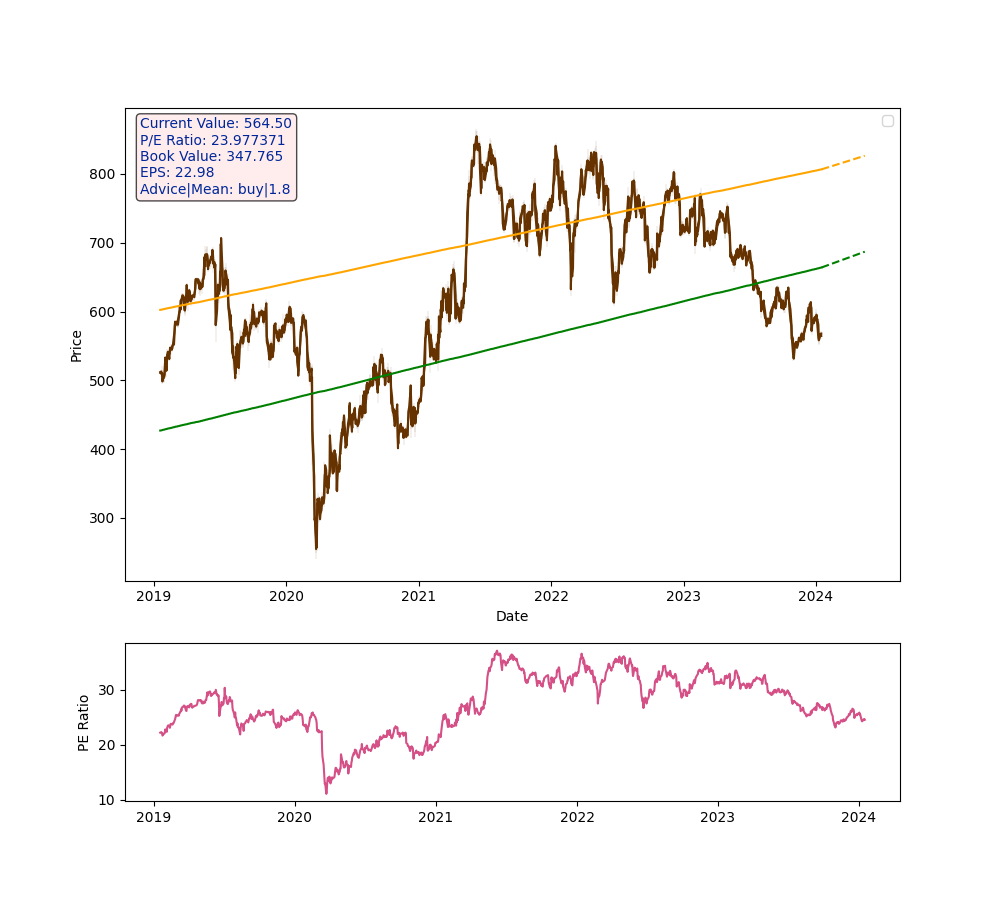 Current Value: 564.50
P/E Ratio: 23.977371
Book Value: 347.765
EPS: 22.98
Advice|Mean: buy|1.8
800
700
600
500
400
300
Price
2019 2020 2021 2022 2023 2024
Date
30
20
10
PE Ratio
2019 2020 2021 2022 2023 2024